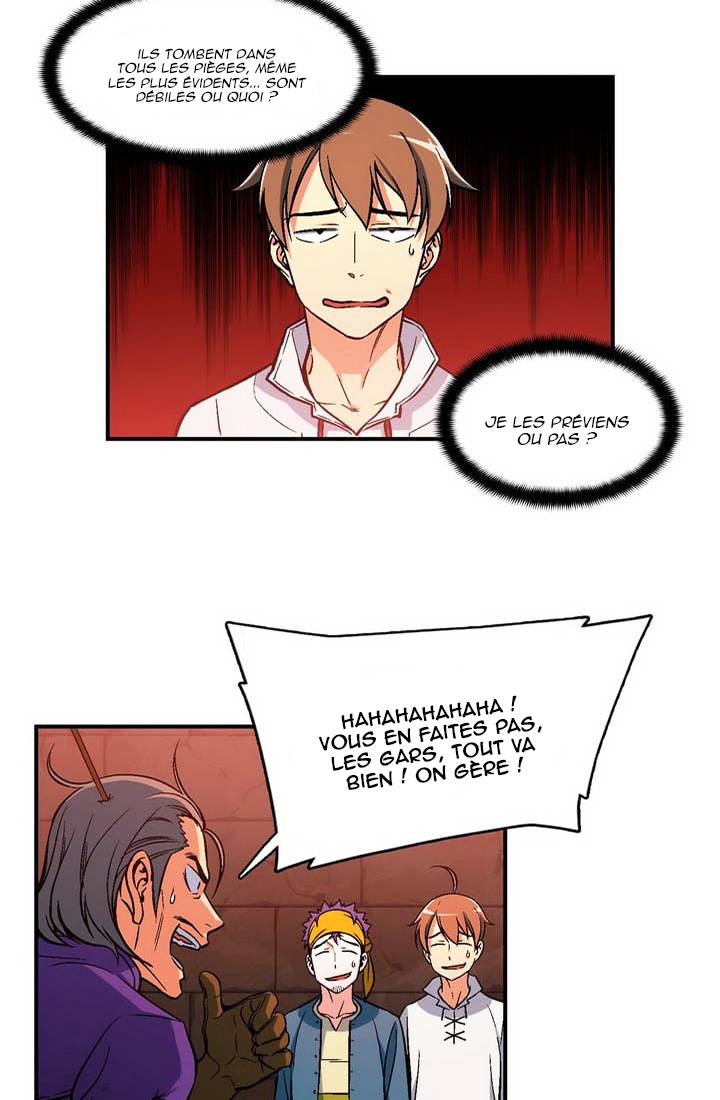 ILS TOMBENT DANS
TOUS LES PIÈGES, MÊME
LES PLUS ÉVIDENTS... SONT
DÉBILES OU QUOI ?
JE LES PRÉVIENS
OU PAS ?
HAHAHAHAHAHA !
VOUS EN FAITES PAS,
LES GARS, TOUT VA
BIEN ! ON GÈRE !